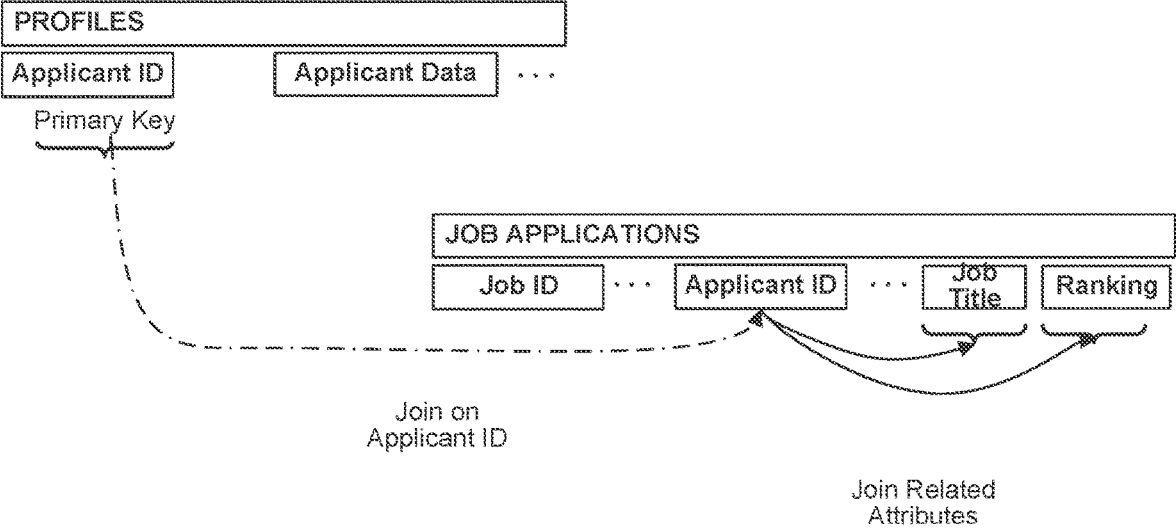 PROFILES
Applicant ID
Applicant Data
...
Primary Key
JOB APPLICATIONS
Job ID
...
Applicant ID
...
Job
Title
Ranking
Join on
Applicant ID
Join Related
Attributes